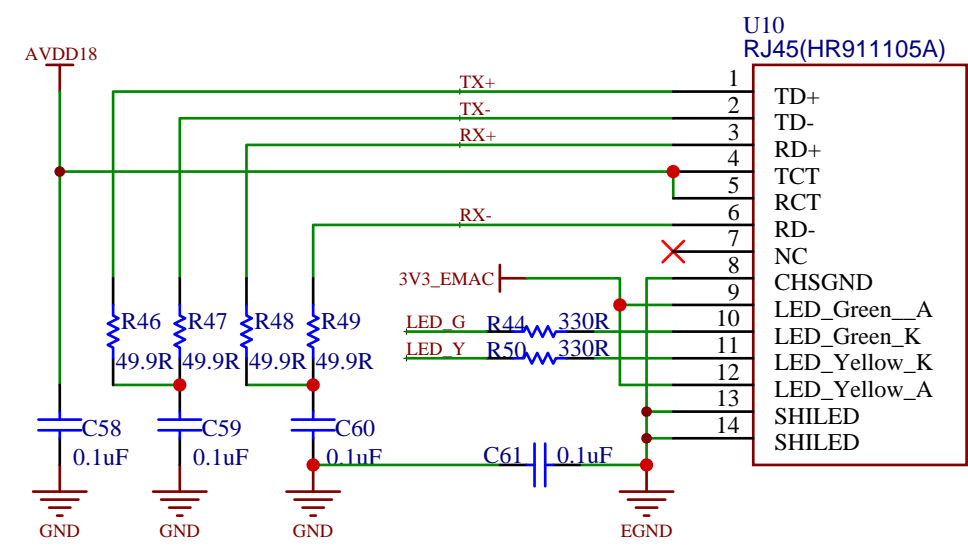 U10
RJ45(HR911105A)
AVDD18
TX+
1
TD+
TX-
2
TD-
RX+
3
RD+
4
TCT
5
RCT
RX-
6
RD-
7
NC
3V3_EMAC
8
CHSGND
9
LED_Green__A
R46
R47
R48
R49
LED_G
R44
330R
10
LED_Green_K
49.9R
49.9R
49.9R
49.9R
LED_Y
R50
330R
11
LED_Yellow_K
12
LED_Yellow_A
13
SHILED
C58
C59
C60
14
SHILED
0.1uF
0.1uF
0.1uF
C61
0.1uF
GND
GND
GND
EGND